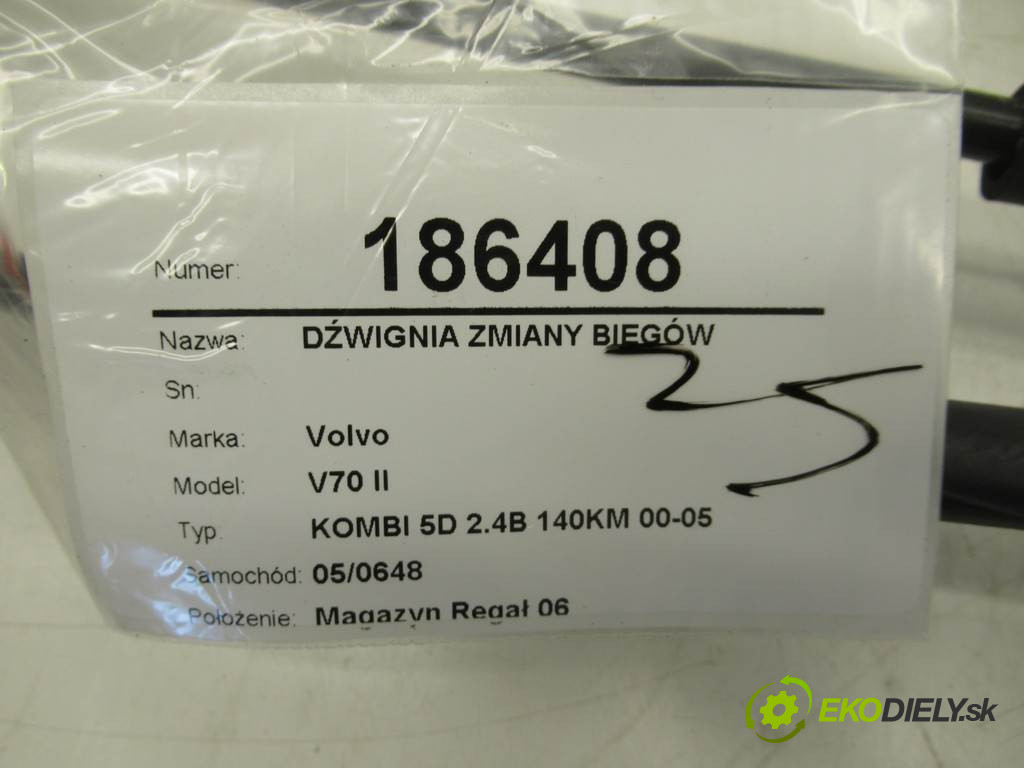 Numer: 186408
Nazwa: DŹWIGNIA ZMIANY BIEGÓW
25
Sn:
Marka: Volvo
Model: V70 II
Typ: KOMBI 5D 2.4B 140KM 00-05
Samochód: 05/0648
Położenie: Magazyn Regał 06
EKODIELY.sk